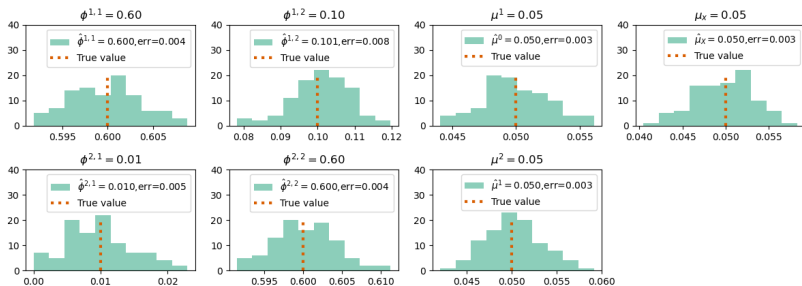 ϕ^{1,1} = 0.60
40
30
20
10
0
ϕ̂^{1,1} = 0.600,err=0.004
True value
0.595 0.600 0.605
ϕ^{1,2} = 0.10
40
30
20
10
0
ϕ̂^{1,2} = 0.101,err=0.008
True value
0.08 0.09 0.10 0.11 0.12
μ^1 = 0.05
40
30
20
10
0
μ̂^0 = 0.050,err=0.003
True value
0.045 0.050 0.055
μ_x = 0.05
40
30
20
10
0
μ̂_X = 0.050,err=0.003
True value
0.040 0.045 0.050 0.055
ϕ^{2,1} = 0.01
40
30
20
10
0
ϕ̂^{2,1} = 0.010,err=0.005
True value
0.00 0.01 0.02
ϕ^{2,2} = 0.60
40
30
20
10
0
ϕ̂^{2,2} = 0.600,err=0.004
True value
0.595 0.600 0.605 0.610
μ^2 = 0.05
40
30
20
10
0
μ̂^1 = 0.050,err=0.003
True value
0.045 0.050 0.055 0.060